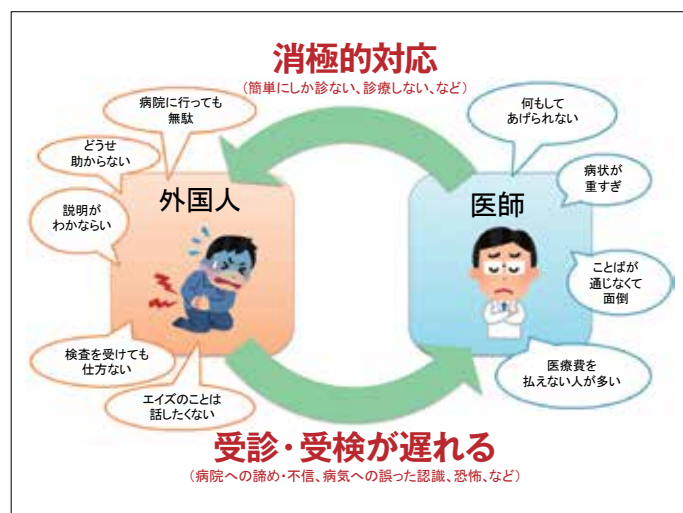 消極的対応
(簡単にしか診ない、診療しない、など)
病院に行っても
無駄
どうせ
助からない
説明が
わかならい
外国人
検査を受けても
仕方ない
エイズのことは
話したくない
何もして
あげられない
病状が
重すぎ
医師
ことばが
通じなくて
面倒
医療費を
払えない人が多い
受診・受検が遅れる
(病院への諦め・不信、病気への誤った認識、恐怖、など)